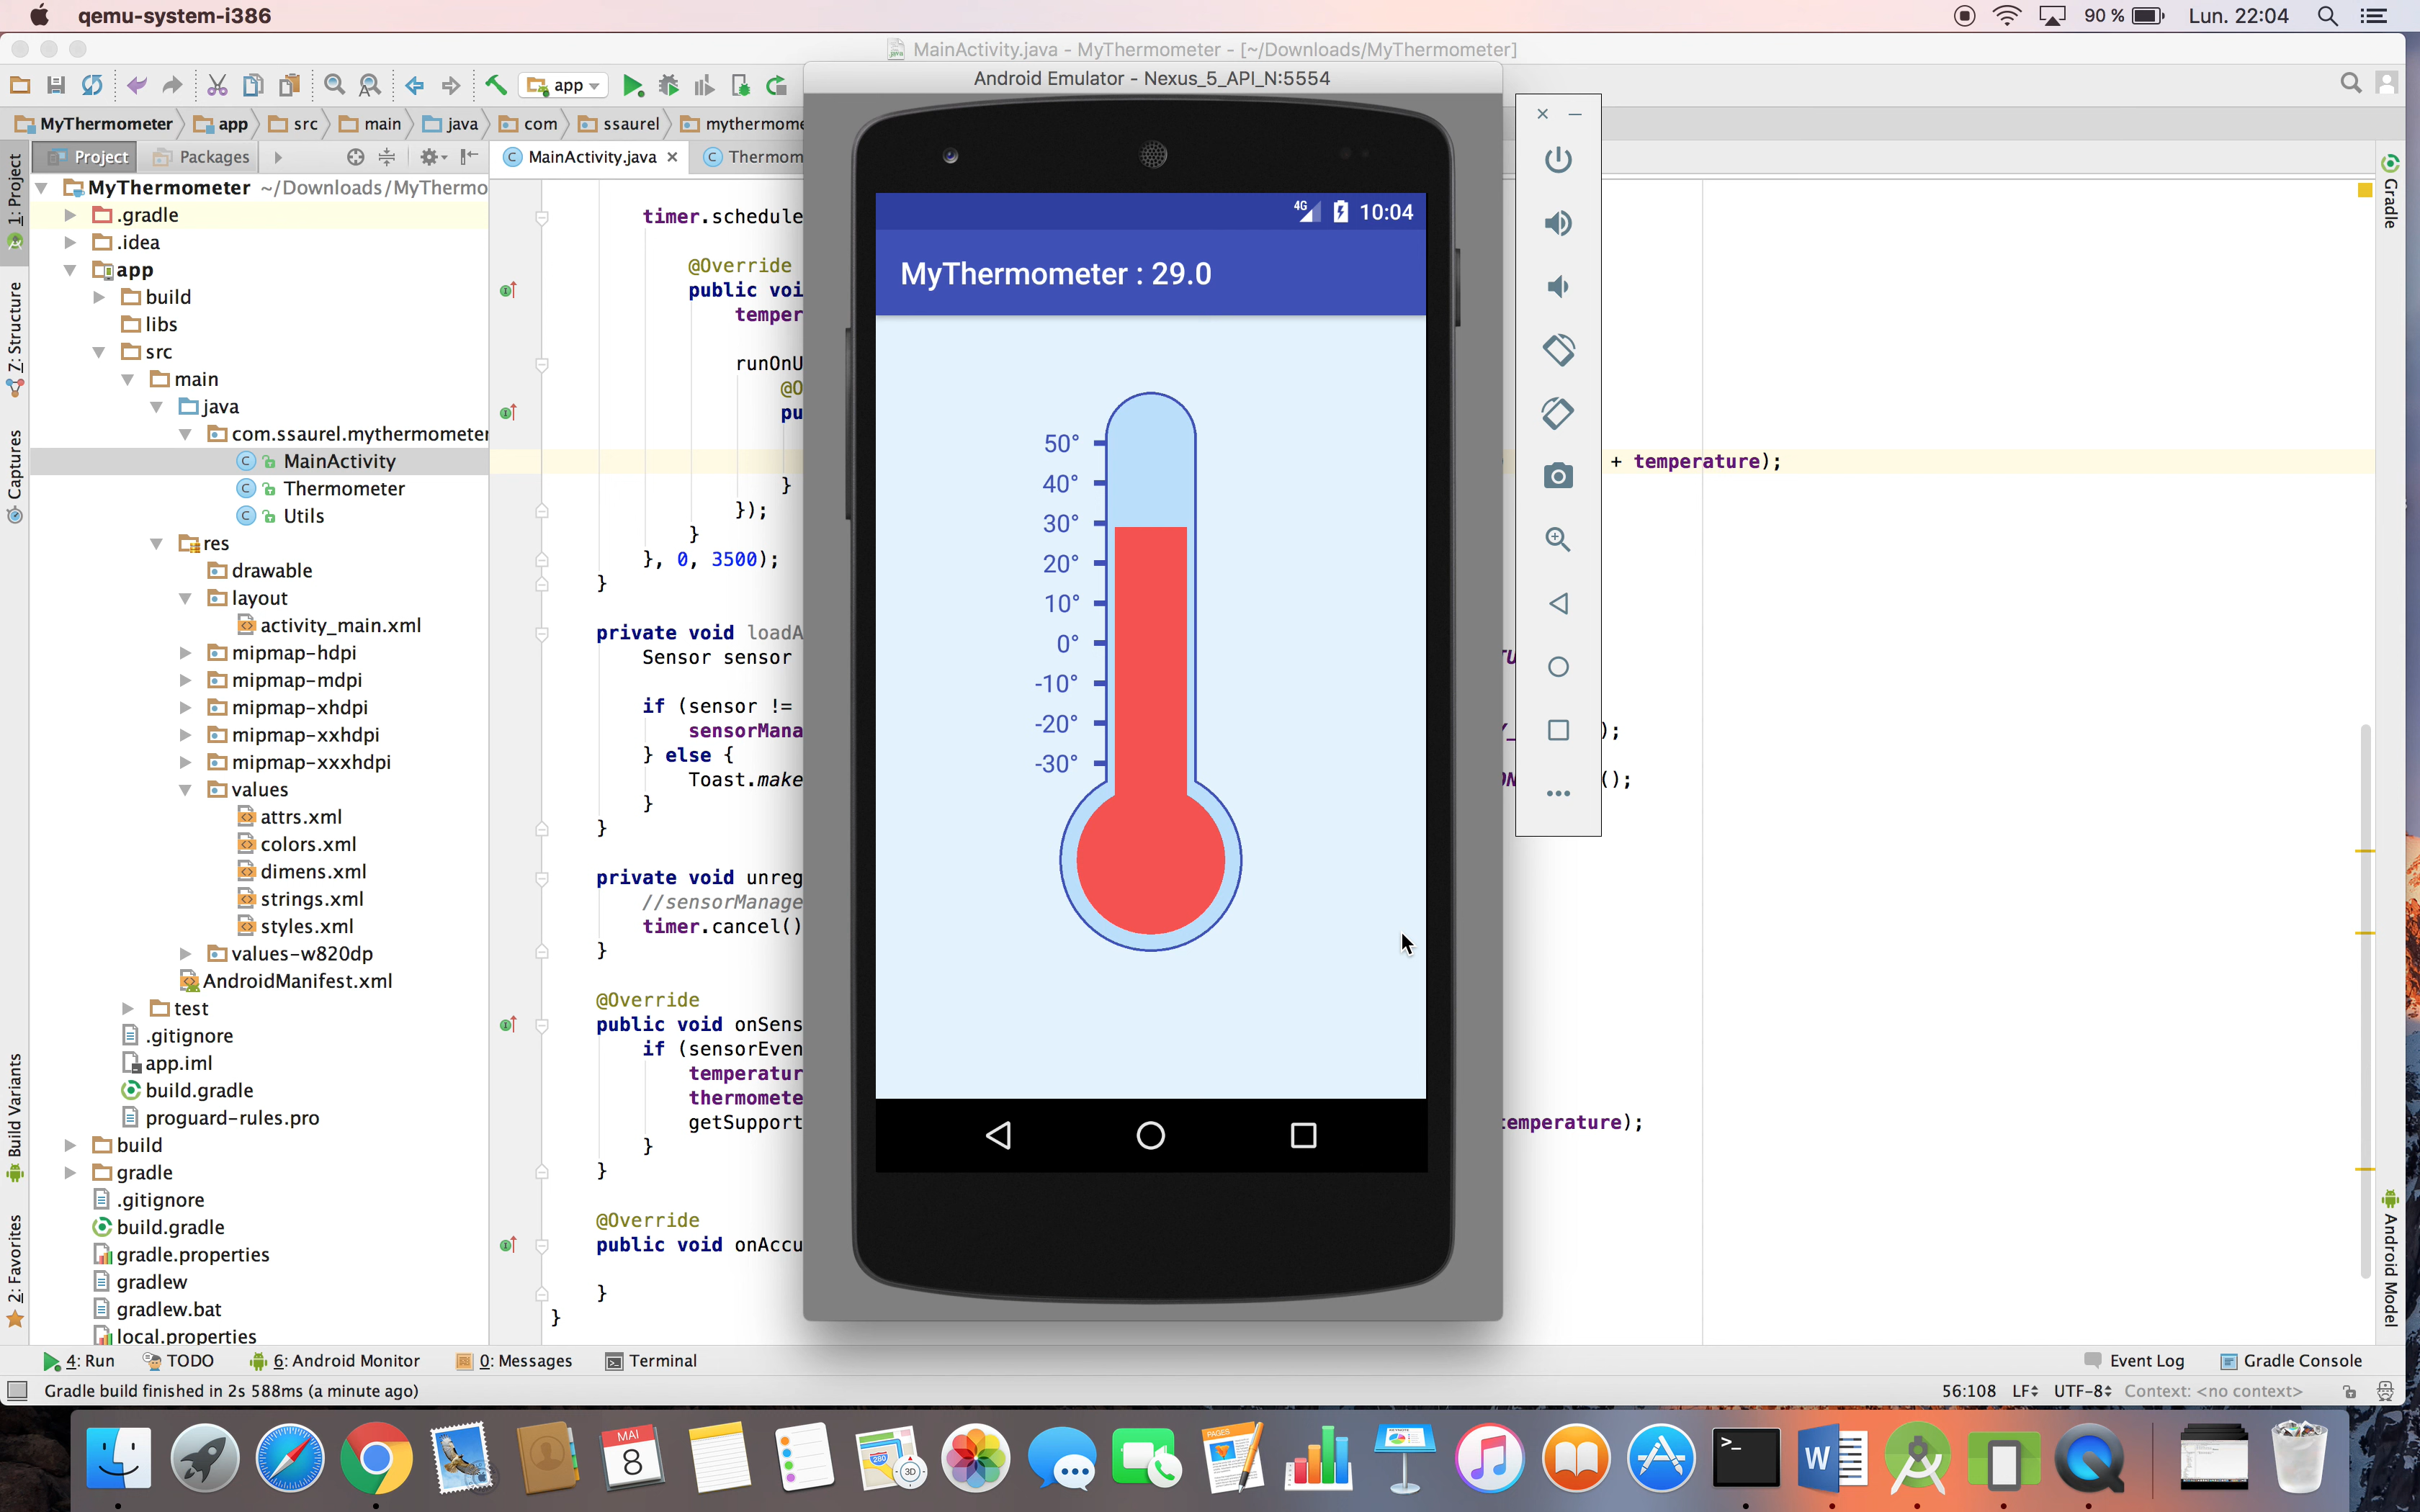 qemu-system-i386
90 %
Lun. 22:04
MainActivity.java - MyThermometer - [~/Downloads/MyThermometer]
app
Android Emulator - Nexus_5_API_N:5554
MyThermometer
app
src
main
java
com
ssaurel
mythermome
Project
Packages
MainActivity.java
Thermom
1: Project
7: Structure
Captures
Build Variants
2: Favorites
Gradle
Android Model
MyThermometer ~/Downloads/MyThermo
.gradle
.idea
app
build
libs
src
main
java
com.ssaurel.mythermometer
MainActivity
Thermometer
Utils
res
drawable
layout
activity_main.xml
mipmap-hdpi
mipmap-mdpi
mipmap-xhdpi
mipmap-xxhdpi
mipmap-xxxhdpi
values
attrs.xml
colors.xml
dimens.xml
strings.xml
styles.xml
values-w820dp
AndroidManifest.xml
test
.gitignore
app.iml
build.gradle
proguard-rules.pro
build
gradle
.gitignore
build.gradle
gradle.properties
gradlew
gradlew.bat
local.properties
timer.schedule
@Override
public voi
temper
runOnU
@O
pu
+ temperature);
}
});
}
}, 0, 3500);
}
private void loadA
Sensor sensor
if (sensor !=
sensorMana
);
} else {
Toast.make
();
}
}
private void unreg
//sensorManage
timer.cancel()
}
@Override
public void onSens
if (sensorEven
temperatur
thermomete
getSupport
temperature);
}
}
@Override
public void onAccu
}
}
4G
10:04
MyThermometer : 29.0
50°
40°
30°
20°
10°
0°
-10°
-20°
-30°
4: Run
TODO
6: Android Monitor
0: Messages
Terminal
Event Log
Gradle Console
Gradle build finished in 2s 588ms (a minute ago)
56:108
LF
UTF-8
Context: <no context>
MAI
8
280
3D
PAGES
>_
W